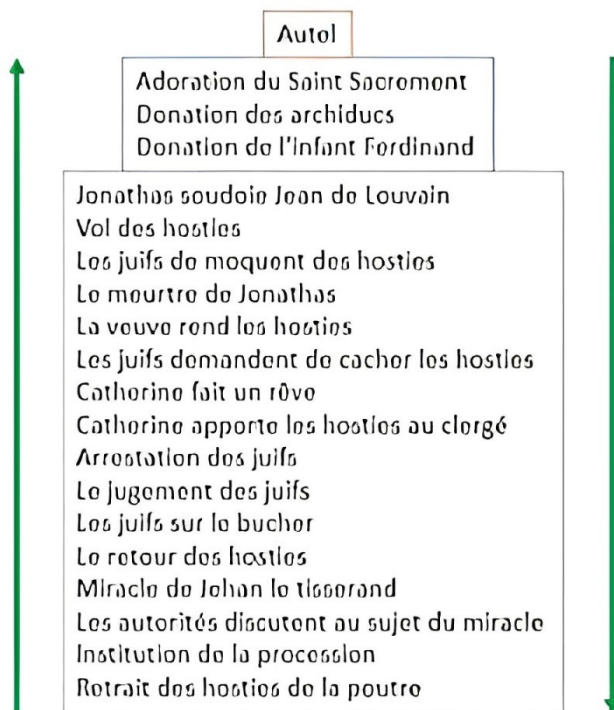 Autel
Adoration du Saint Sacrement
Donation des archiducs
Donation de l'Infant Ferdinand
Jonathas soudoie Jean de Louvain
Vol des hosties
Les juifs de moquent des hosties
Le meurtre de Jonathas
La veuve rend les hosties
Les juifs demandent de cacher les hosties
Catherine fait un rêve
Catherine apporte les hosties au clergé
Arrestation des juifs
Le jugement des juifs
Les juifs sur le bucher
Le retour des hosties
Miracle de Johan le tisserand
Les autorités discutent au sujet du miracle
Institution de la procession
Retrait des hosties de la poutre